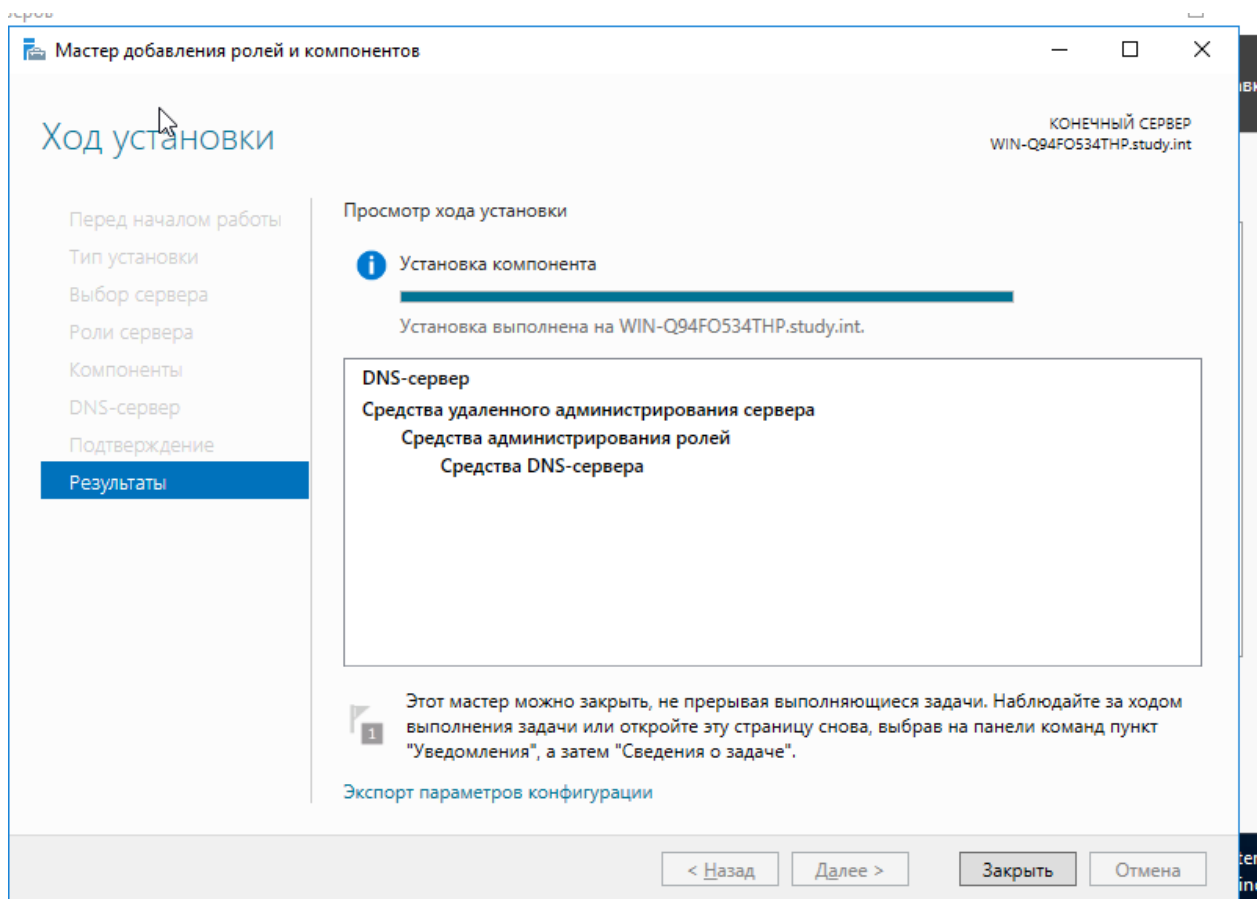 Мастер добавления ролей и компонентов
Ход установки
КОНЕЧНЫЙ СЕРВЕР
WIN-Q94FO534THP.study.int
Перед началом работы
Тип установки
Выбор сервера
Роли сервера
Компоненты
DNS-сервер
Подтверждение
Результаты
Просмотр хода установки
Установка компонента
Установка выполнена на WIN-Q94FO534THP.study.int.
DNS-сервер
Средства удаленного администрирования сервера
Средства администрирования ролей
Средства DNS-сервера
1
Этот мастер можно закрыть, не прерывая выполняющиеся задачи. Наблюдайте за ходом
выполнения задачи или откройте эту страницу снова, выбрав на панели команд пункт
"Уведомления", а затем "Сведения о задаче".
Экспорт параметров конфигурации
< Назад
Далее >
Закрыть
Отмена